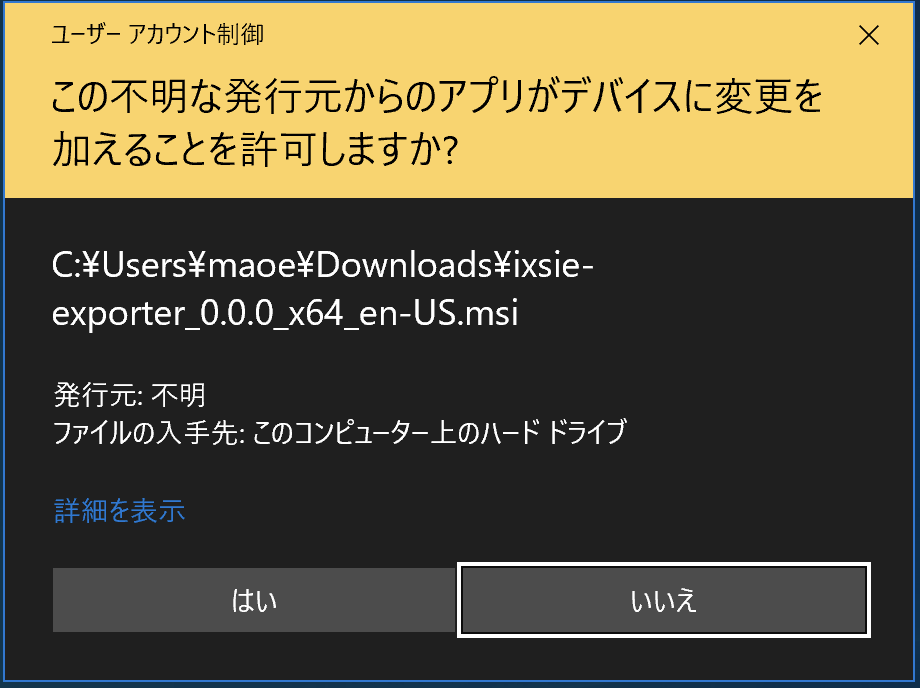 ユーザー アカウント制御
この不明な発行元からのアプリがデバイスに変更を
加えることを許可しますか?
C:¥Users¥maoe¥Downloads¥ixsie-
exporter_0.0.0_x64_en-US.msi
発行元: 不明
ファイルの入手先: このコンピューター上のハード ドライブ
詳細を表示
はい
いいえ